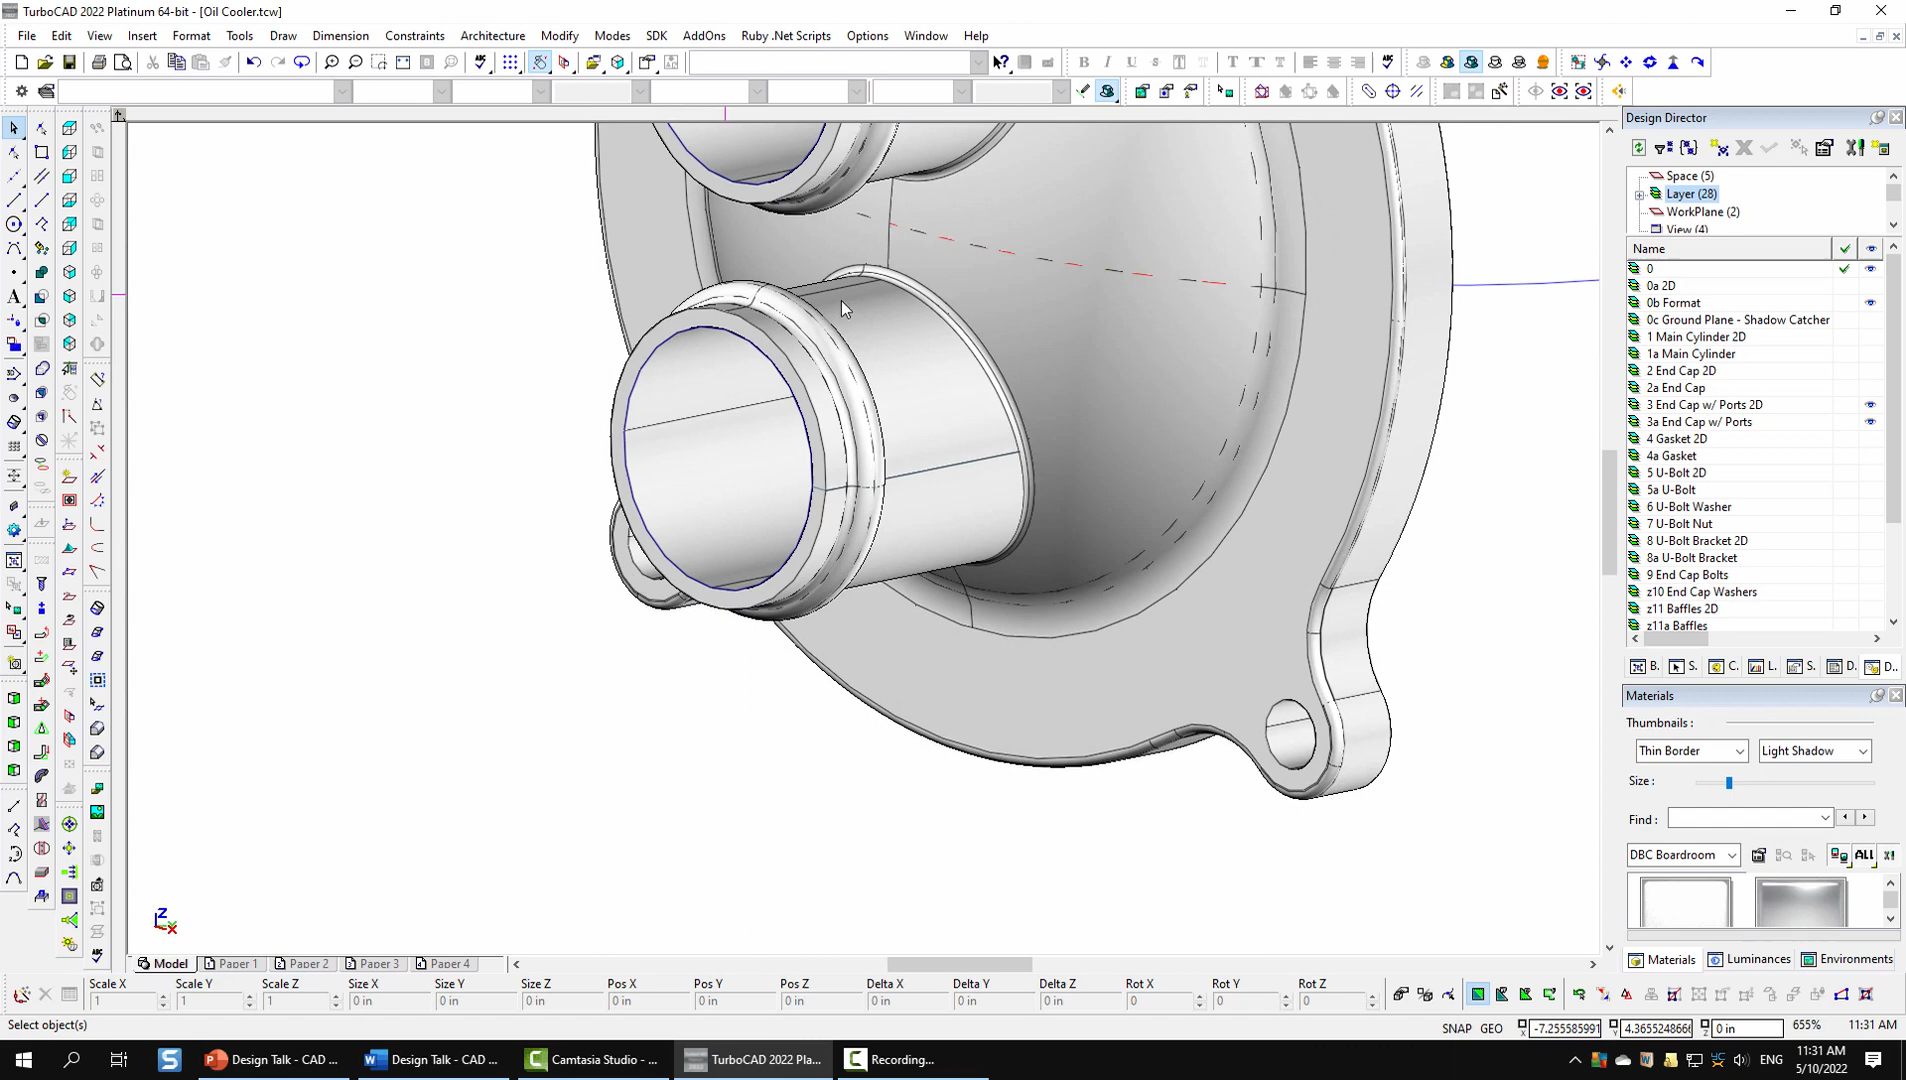 TurboCAD 2022 Platinum 64-bit - [Oil Cooler.tcw]
File Edit View Insert Format Tools Draw Dimension Constraints Architecture Modify Modes SDK AddOns Ruby .Net Scripts Options Window Help
Design Director
Space (5)
Layer (28)
WorkPlane (2)
View (4)
Name
0
0a 2D
0b Format
0c Ground Plane - Shadow Catcher
1 Main Cylinder 2D
1a Main Cylinder
2 End Cap 2D
2a End Cap
3 End Cap w/ Ports 2D
3a End Cap w/ Ports
4 Gasket 2D
4a Gasket
5 U-Bolt 2D
5a U-Bolt
6 U-Bolt Washer
7 U-Bolt Nut
8 U-Bolt Bracket 2D
8a U-Bolt Bracket
9 End Cap Bolts
z10 End Cap Washers
z11 Baffles 2D
z11a Baffles
B. S. C. L. S. D. D..
Materials
Thumbnails :
Thin Border Light Shadow
Size :
Find :
DBC Boardroom ALL
Materials Luminances Environments
Z
X
Model Paper 1 Paper 2 Paper 3 Paper 4
Scale X Scale Y Scale Z Size X Size Y Size Z Pos X Pos Y Pos Z Delta X Delta Y Delta Z Rot X Rot Y Rot Z
1 1 1 0 in 0 in 0 in 0 in 0 in 0 in 0 in 0 in 0 in 0 0 0
Select object(s)
SNAP GEO -7.255585991 4.3655248666 0 in 655% 11:31 AM
Design Talk - CAD ... Design Talk - CAD ... Camtasia Studio - ... TurboCAD 2022 Pla... Recording...
ENG
11:31 AM
5/10/2022